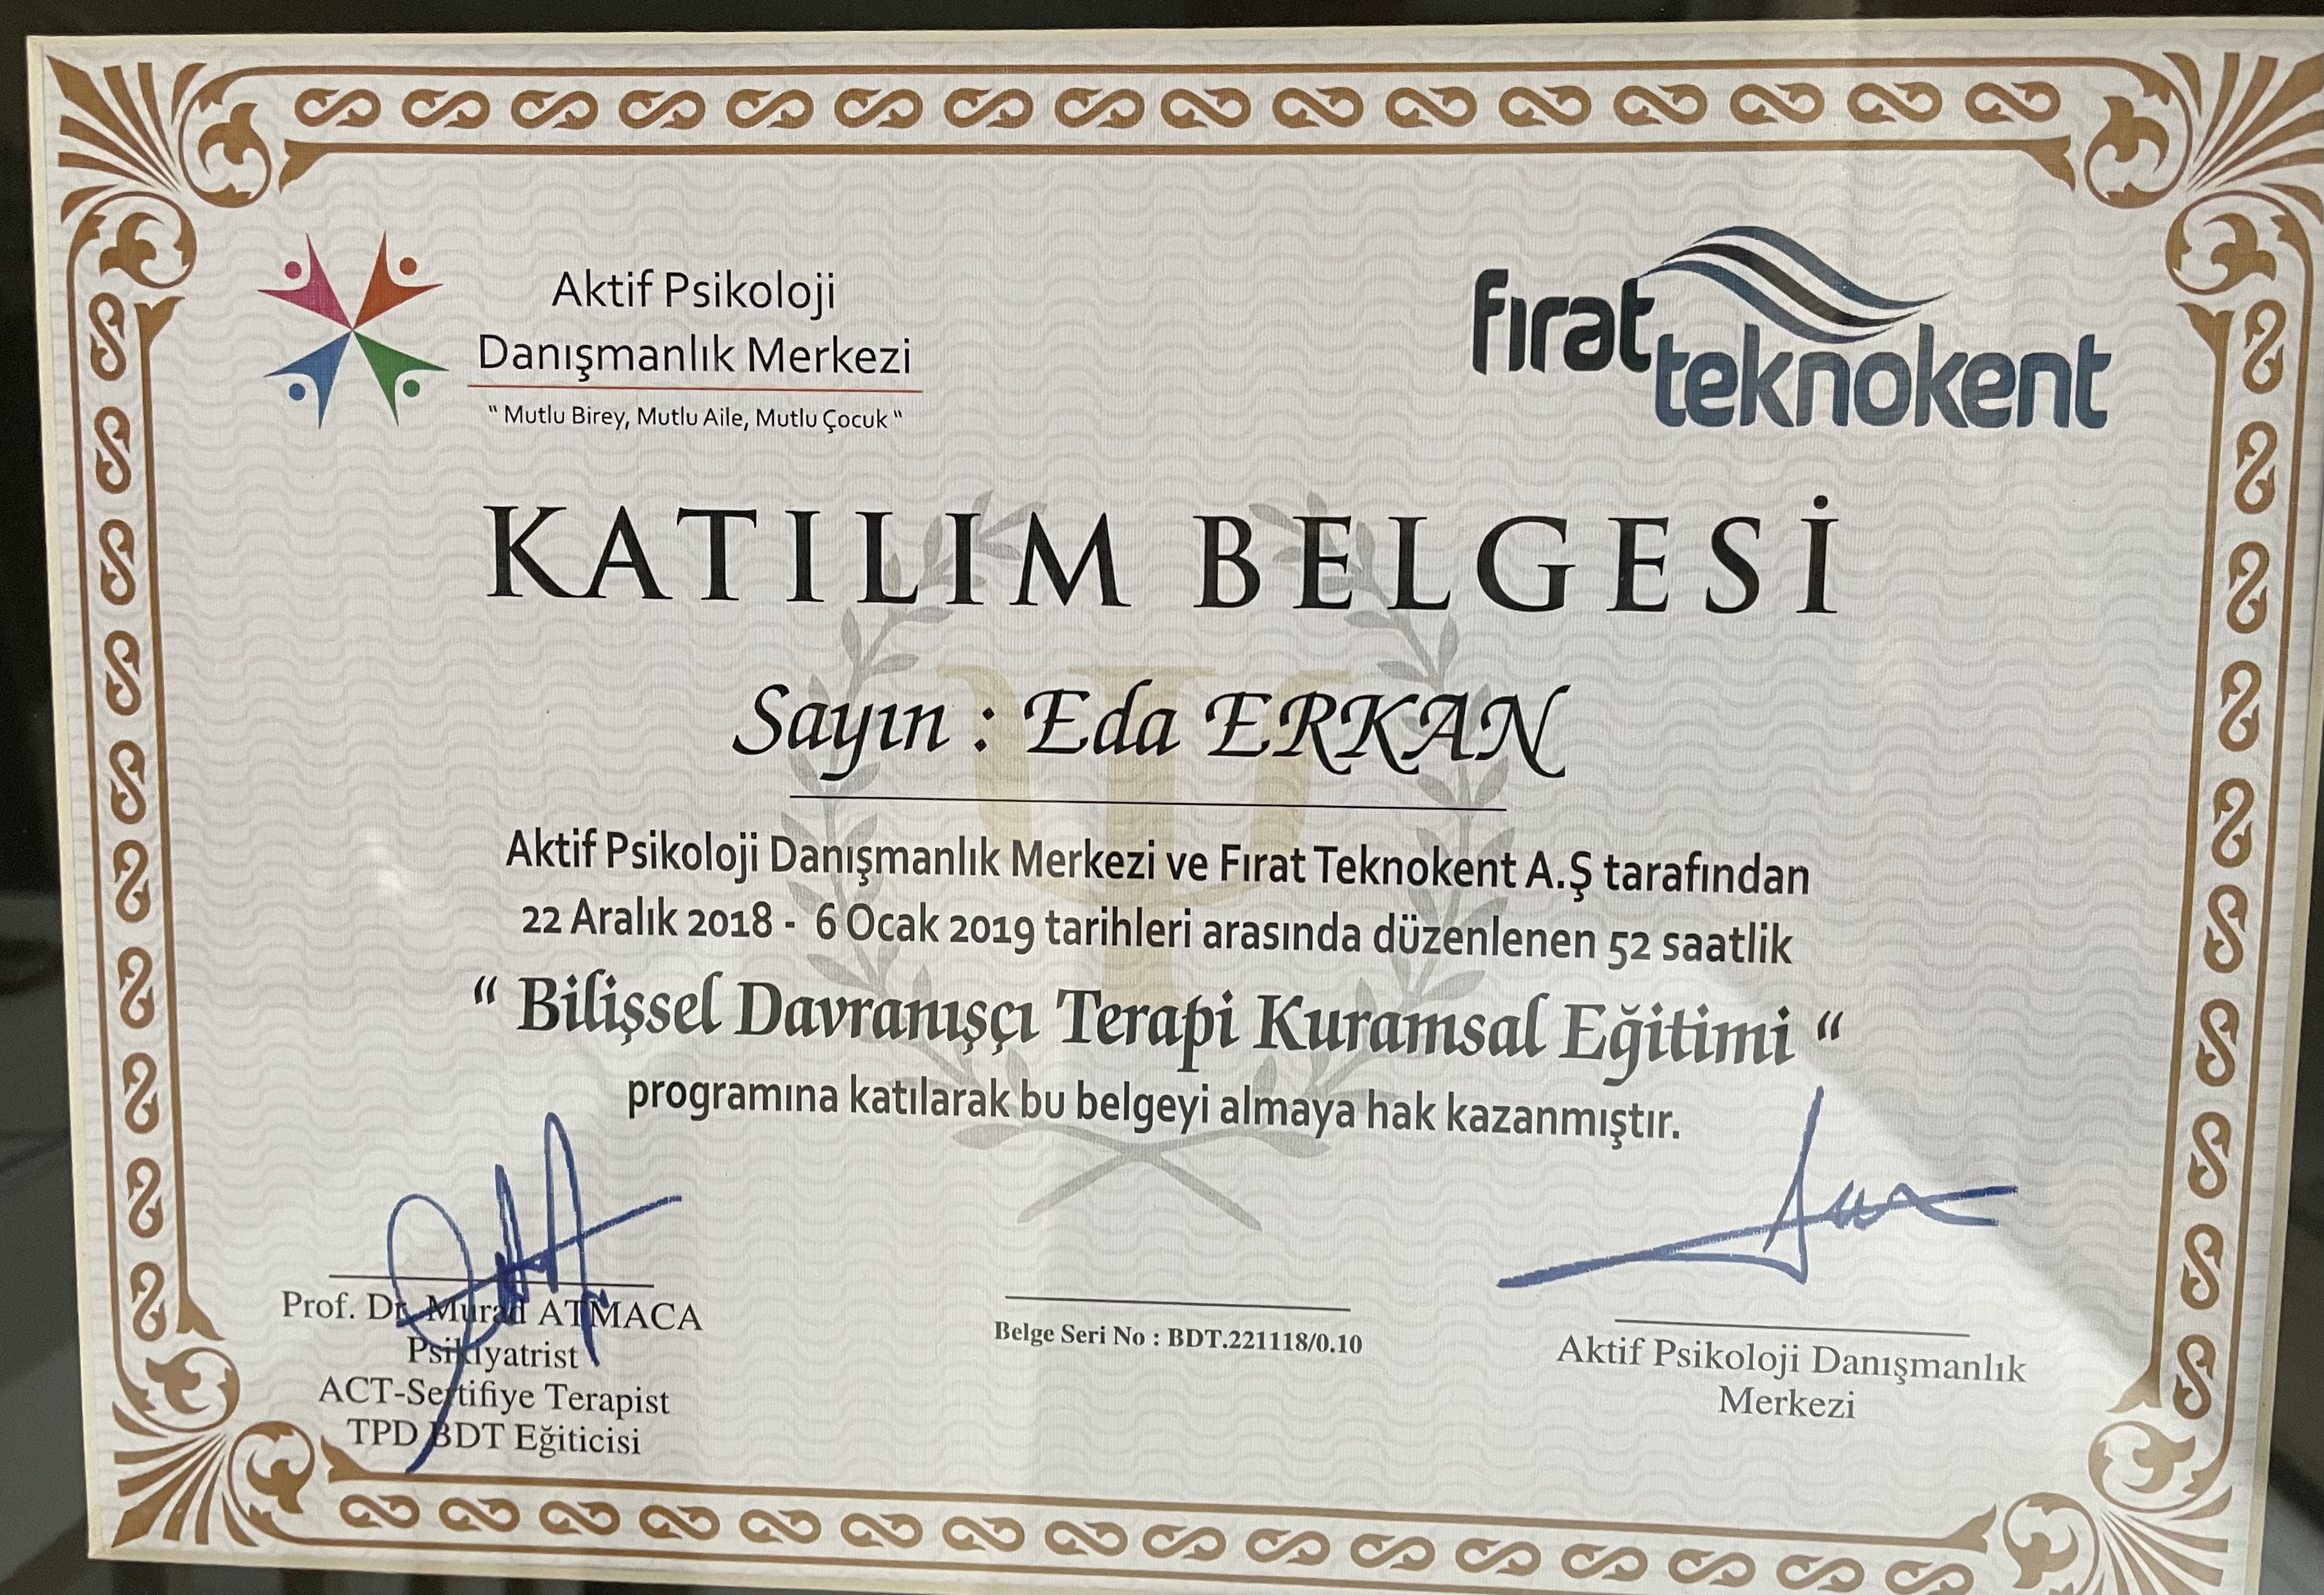 Aktif Psikoloji
Danışmanlık Merkezi
" Mutlu Birey, Mutlu Aile, Mutlu Çocuk "
fırat
teknokent
KATILIM BELGESİ
Sayın : Eda ERKAN
Aktif Psikoloji Danışmanlık Merkezi ve Fırat Teknokent A.Ş tarafından
22 Aralık 2018 - 6 Ocak 2019 tarihleri arasında düzenlenen 52 saatlik
“ Bilişsel Davranışçı Terapi Kuramsal Eğitimi “
programına katılarak bu belgeyi almaya hak kazanmıştır.
Prof. Dr. Murad ATMACA
Psikiyatrist
ACT-Sertifiye Terapist
TPD BDT Eğiticisi
Belge Seri No : BDT.221118/0.10
Aktif Psikoloji Danışmanlık
Merkezi